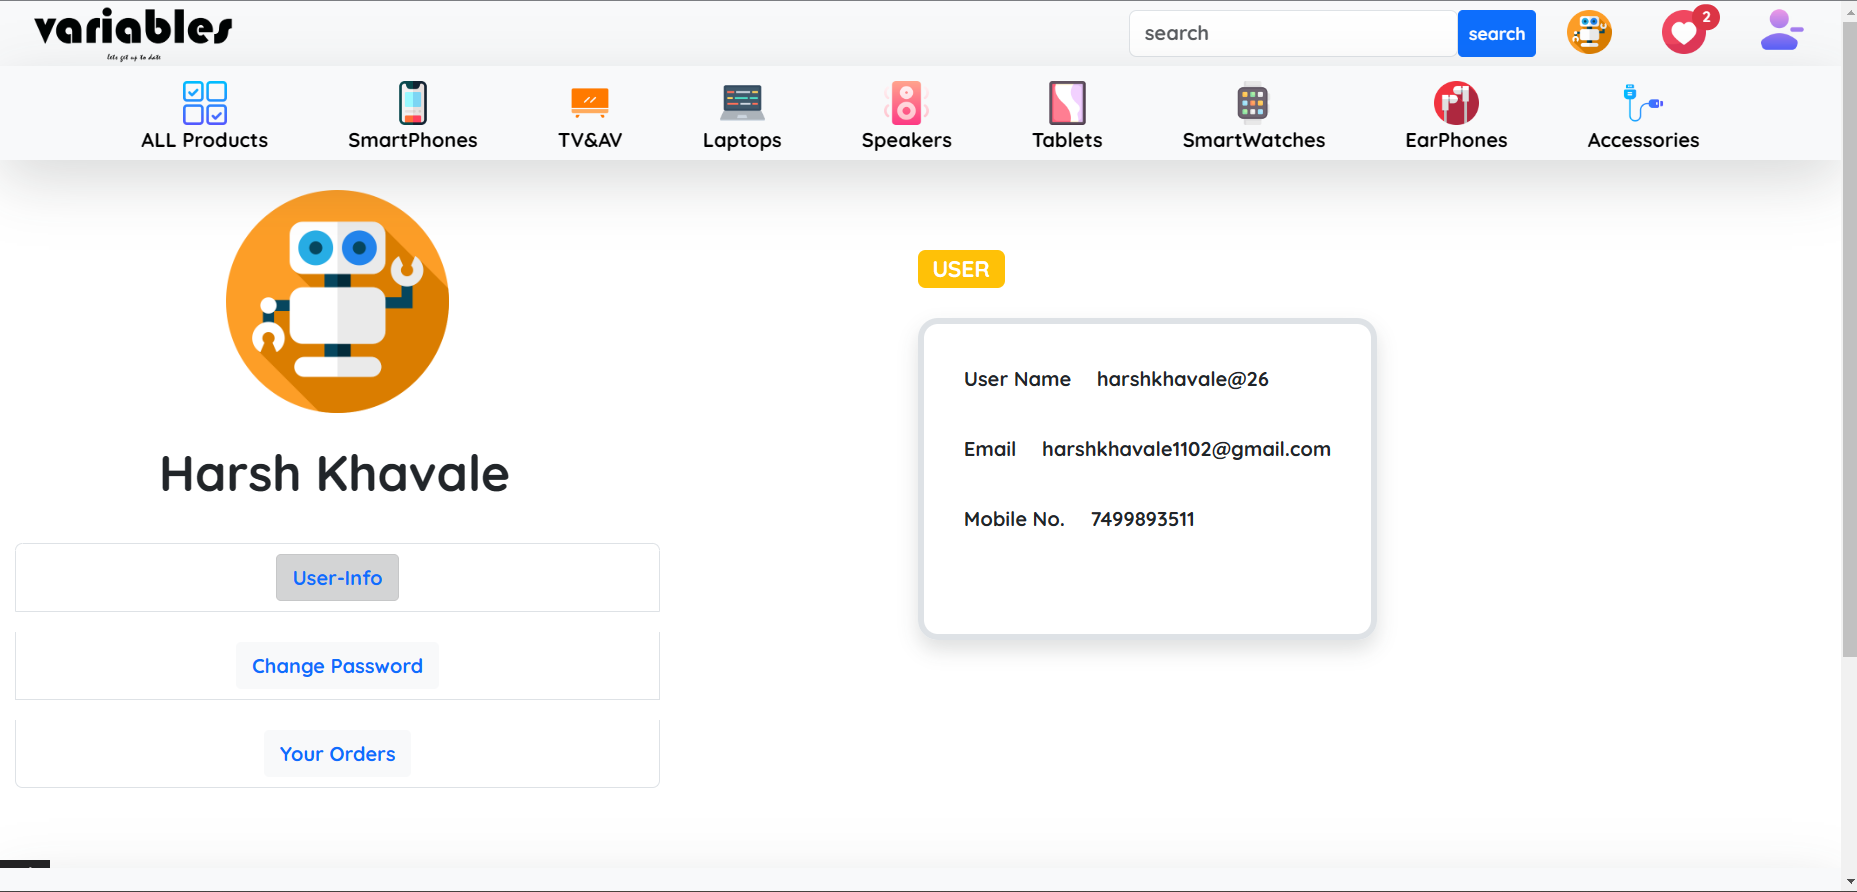 variables
lets get up to date
search
search
2
ALL Products
SmartPhones
TV&AV
Laptops
Speakers
Tablets
SmartWatches
EarPhones
Accessories
Harsh Khavale
User-Info
Change Password
Your Orders
USER
User Name harshkhavale@26
Email harshkhavale1102@gmail.com
Mobile No. 7499893511